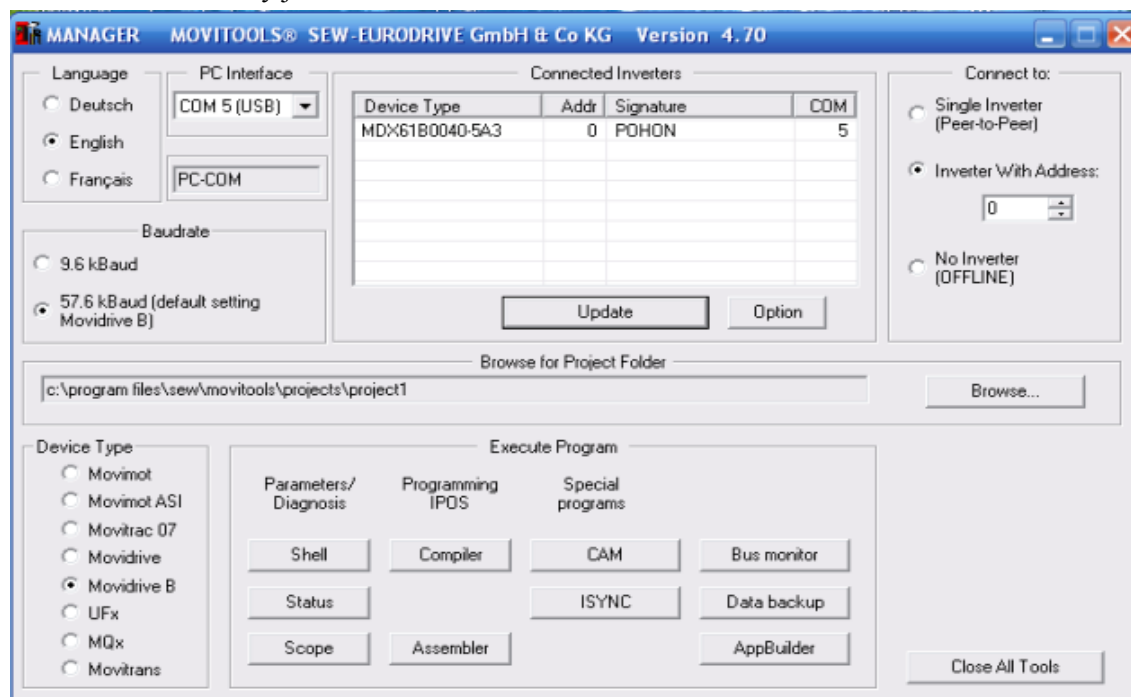 MANAGER MOVITOOLS® SEW-EURODRIVE GmbH & Co KG Version 4.70
Language
Deutsch
English
Français
PC Interface
COM 5 (USB)
PC-COM
Baudrate
9.6 kBaud
57.6 kBaud (default setting
Movidrive B)
Connected Inverters
Device Type Addr Signature COM
MDX61B0040-5A3 0 POHON 5
Update Option
Connect to:
Single Inverter
(Peer-to-Peer)
Inverter With Address:
0
No Inverter
(OFFLINE)
Browse for Project Folder
c:\program files\sew\movitools\projects\project1 Browse...
Device Type
Movimot
Movimot ASI
Movitrac 07
Movidrive
Movidrive B
UFx
MQx
Movitrans
Execute Program
Parameters/
Diagnosis
Programming
IPOS
Special
programs
Shell Compiler CAM Bus monitor
Status ISYNC Data backup
Scope Assembler AppBuilder
Close All Tools